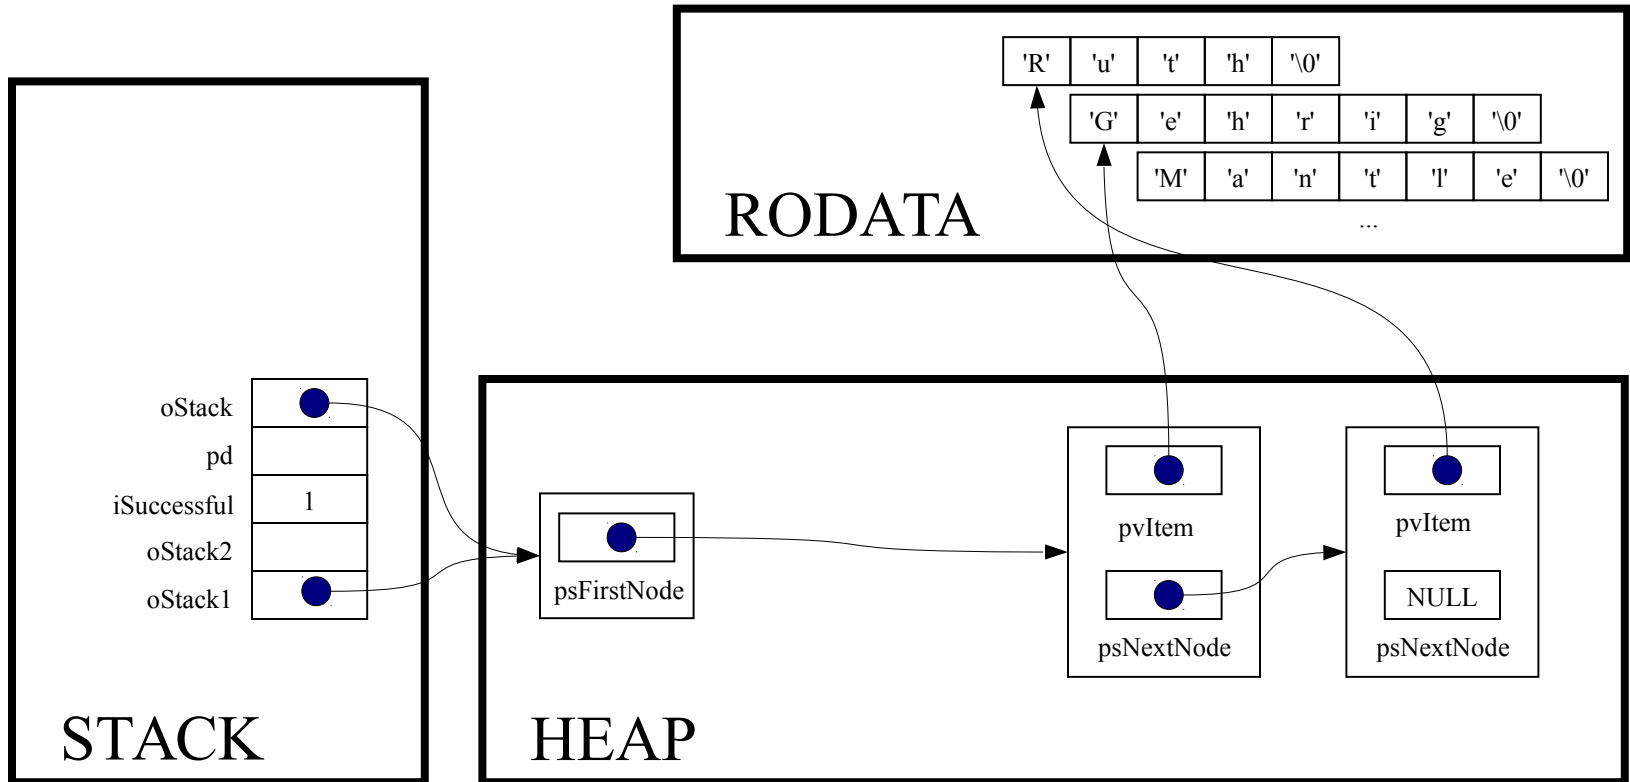 'R' 'u' 't' 'h' '\0'
'G' 'e' 'h' 'r' 'i' 'g' '\0'
'M' 'a' 'n' 't' 'l' 'e' '\0'
...
RODATA
oStack
pd
iSuccessful 1
oStack2
oStack1
STACK
psFirstNode
pvItem
psNextNode
pvItem
NULL
psNextNode
HEAP